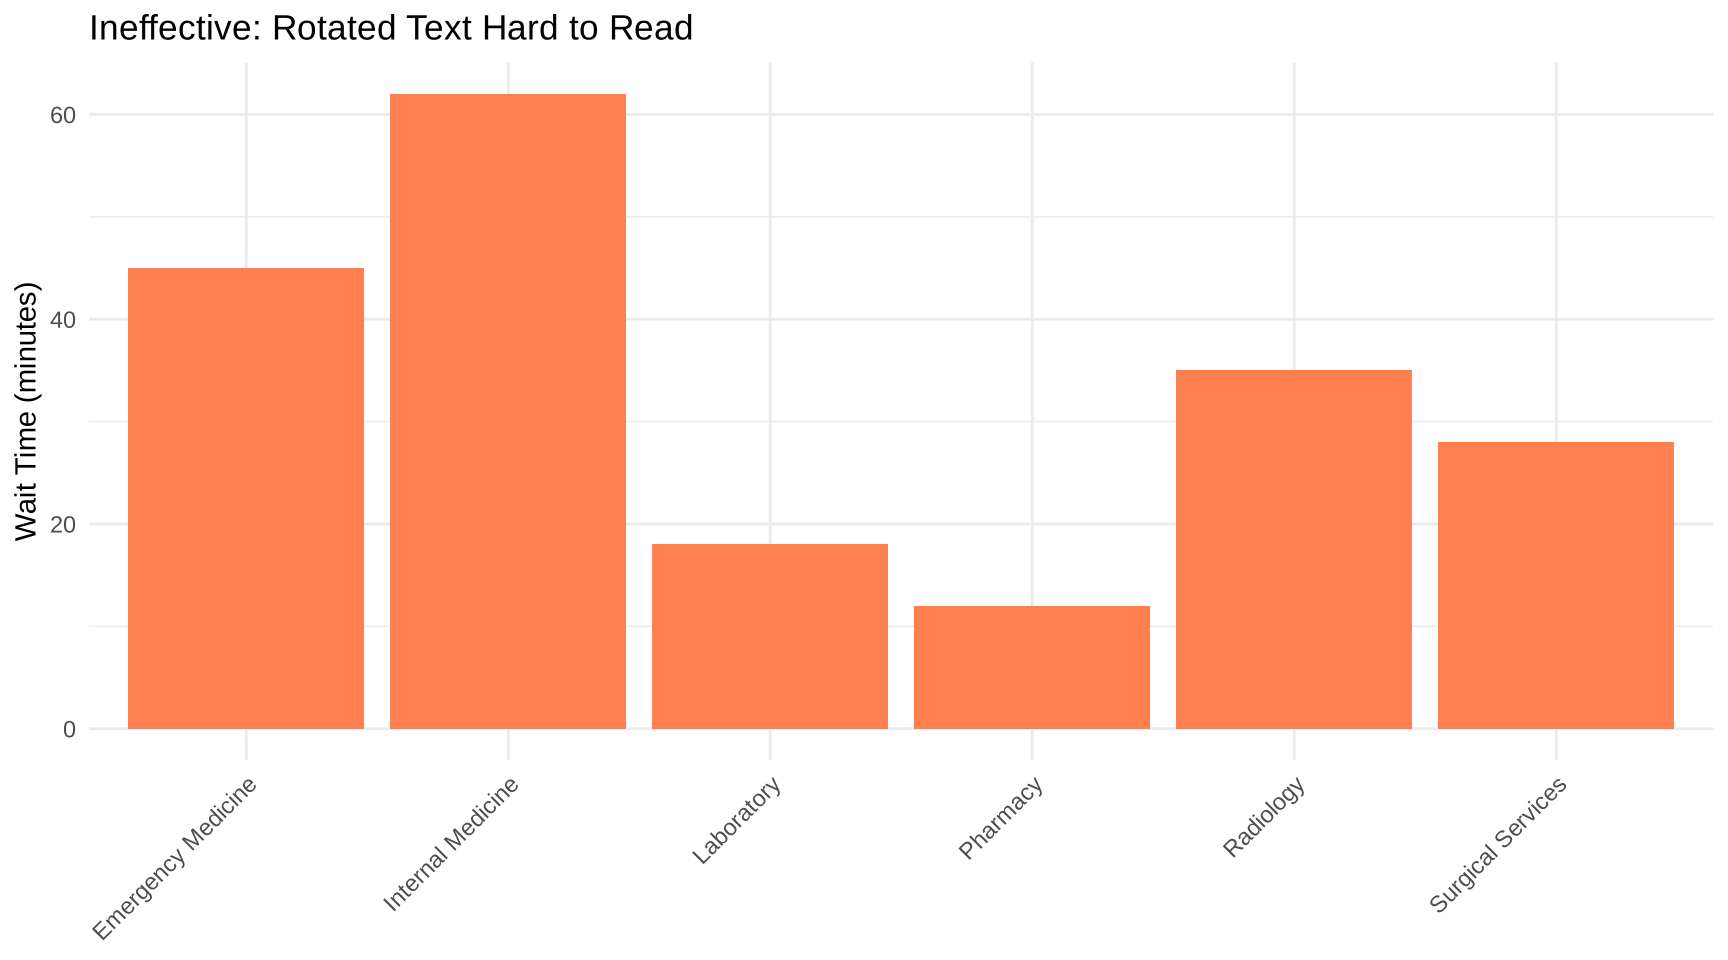 Ineffective: Rotated Text Hard to Read
Wait Time (minutes)
60
40
20
0
Emergency Medicine
Internal Medicine
Laboratory
Pharmacy
Radiology
Surgical Services